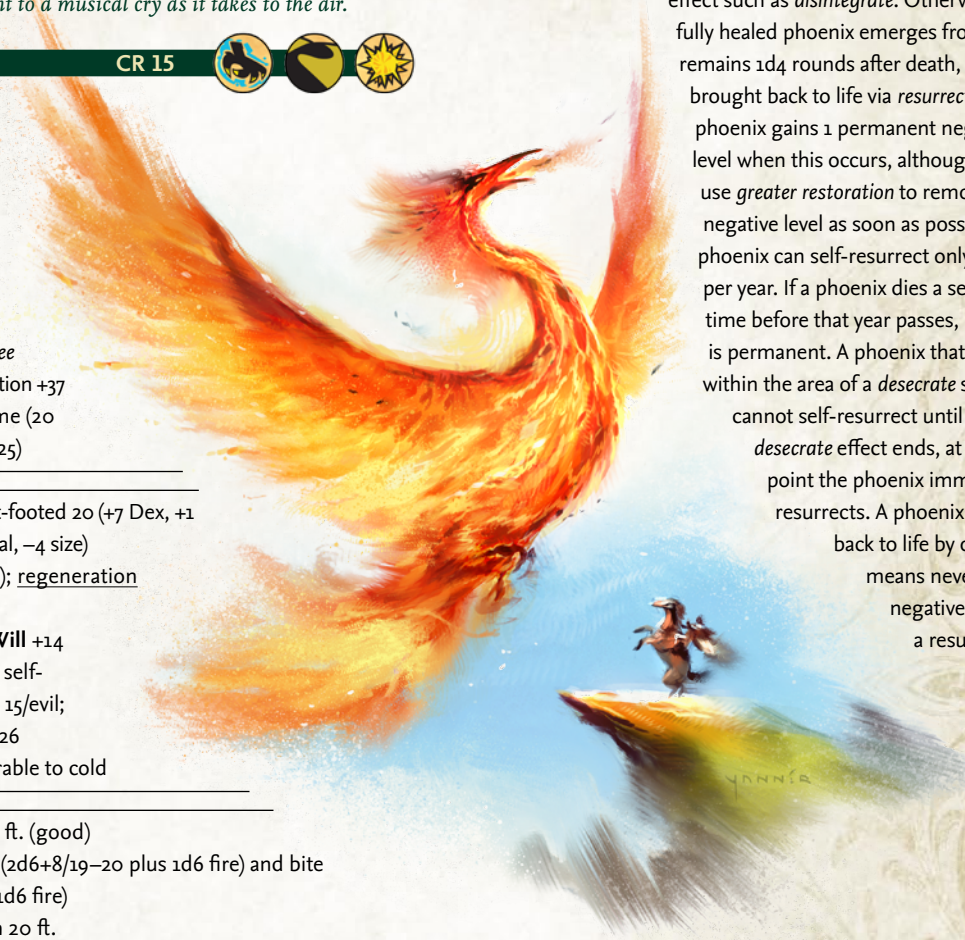 nt to a musical cry as it takes to the air.
CR 15
ee
tion +37
me (20
25)
t-footed 20 (+7 Dex, +1
al, –4 size)
); regeneration
Will +14
self-
15/evil;
26
rable to cold
ft. (good)
(2d6+8/19–20 plus 1d6 fire) and bite
1d6 fire)
20 ft.
effect such as disintegrate. Otherw
fully healed phoenix emerges fro
remains 1d4 rounds after death,
brought back to life via resurrec
phoenix gains 1 permanent neg
level when this occurs, althoug
use greater restoration to remo
negative level as soon as poss
phoenix can self-resurrect only
per year. If a phoenix dies a se
time before that year passes,
is permanent. A phoenix that
within the area of a desecrate s
cannot self-resurrect until
desecrate effect ends, at
point the phoenix imm
resurrects. A phoenix
back to life by o
means neve
negative
a resu